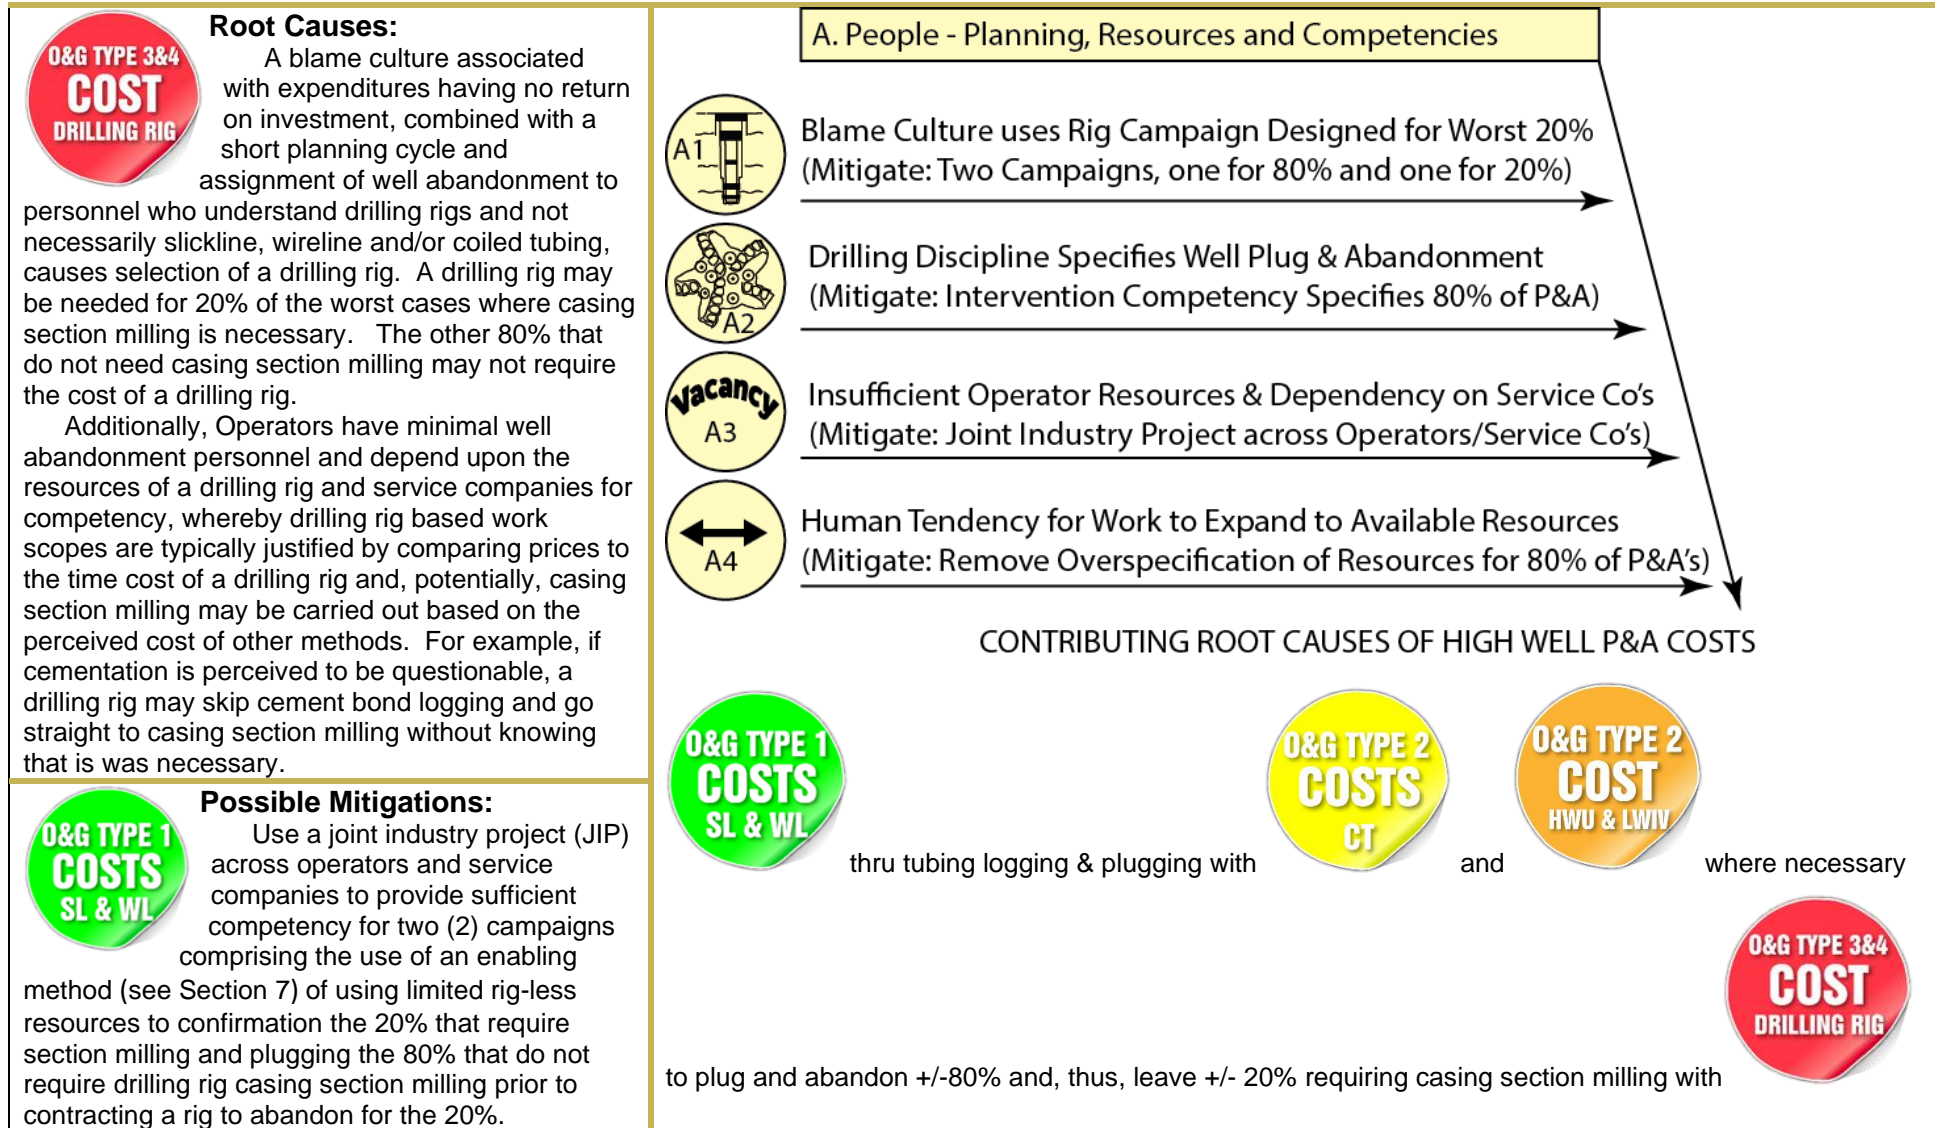 O&G TYPE 3&4
COST
DRILLING RIG
Root Causes:
A blame culture associated
with expenditures having no return
on investment, combined with a
short planning cycle and
assignment of well abandonment to
personnel who understand drilling rigs and not
necessarily slickline, wireline and/or coiled tubing,
causes selection of a drilling rig. A drilling rig may
be needed for 20% of the worst cases where casing
section milling is necessary. The other 80% that
do not need casing section milling may not require
the cost of a drilling rig.
Additionally, Operators have minimal well
abandonment personnel and depend upon the
resources of a drilling rig and service companies for
competency, whereby drilling rig based work
scopes are typically justified by comparing prices to
the time cost of a drilling rig and, potentially, casing
section milling may be carried out based on the
perceived cost of other methods. For example, if
cementation is perceived to be questionable, a
drilling rig may skip cement bond logging and go
straight to casing section milling without knowing
that is was necessary.
O&G TYPE 1
COSTS
SL & WL
Possible Mitigations:
Use a joint industry project (JIP)
across operators and service
companies to provide sufficient
competency for two (2) campaigns
comprising the use of an enabling
method (see Section 7) of using limited rig-less
resources to confirmation the 20% that require
section milling and plugging the 80% that do not
require drilling rig casing section milling prior to
contracting a rig to abandon for the 20%.
A. People - Planning, Resources and Competencies
A1
Blame Culture uses Rig Campaign Designed for Worst 20%
(Mitigate: Two Campaigns, one for 80% and one for 20%)
A2
Drilling Discipline Specifies Well Plug & Abandonment
(Mitigate: Intervention Competency Specifies 80% of P&A)
Vacancy
A3
Insufficient Operator Resources & Dependency on Service Co's
(Mitigate: Joint Industry Project across Operators/Service Co's)
A4
Human Tendency for Work to Expand to Available Resources
(Mitigate: Remove Overspecification of Resources for 80% of P&A's)
CONTRIBUTING ROOT CAUSES OF HIGH WELL P&A COSTS
O&G TYPE 1
COSTS
SL & WL
thru tubing logging & plugging with
O&G TYPE 2
COSTS
CT
and
O&G TYPE 2
COST
HWU & LWIV
where necessary
to plug and abandon +/-80% and, thus, leave +/- 20% requiring casing section milling with
O&G TYPE 3&4
COST
DRILLING RIG